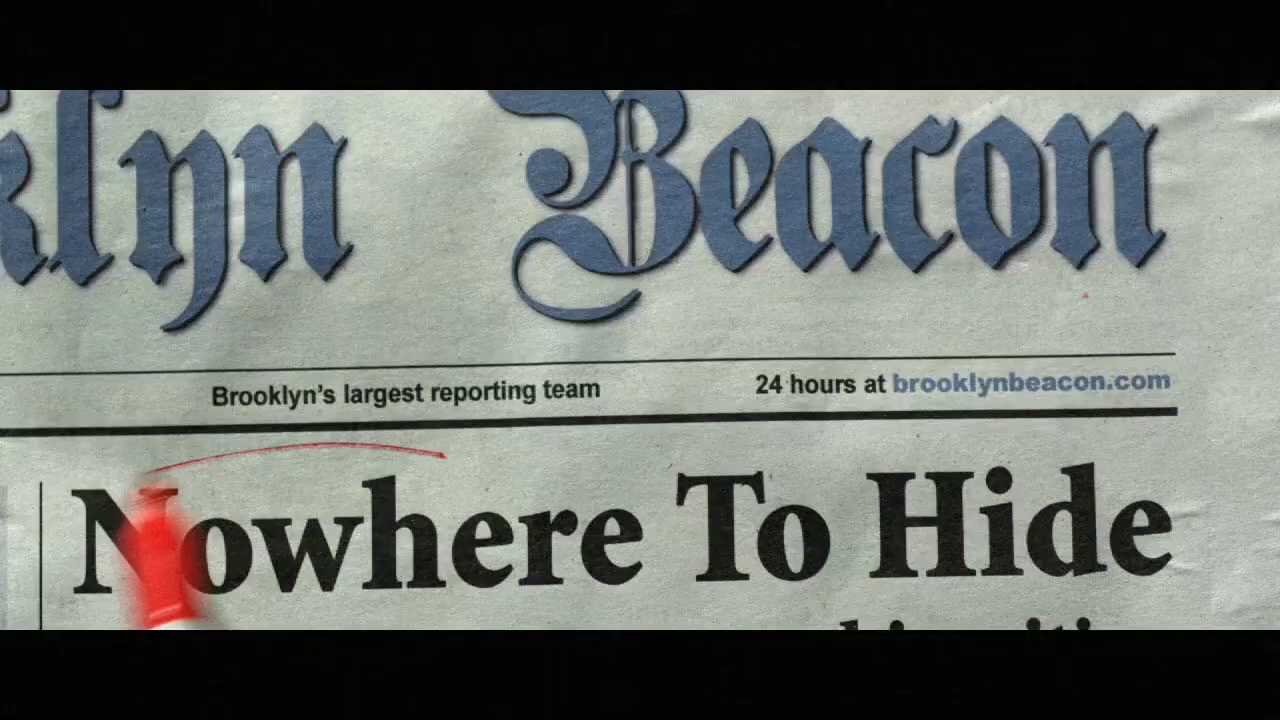 klyn Beacon
Brooklyn's largest reporting team 24 hours at brooklynbeacon.com
Nowhere To Hide